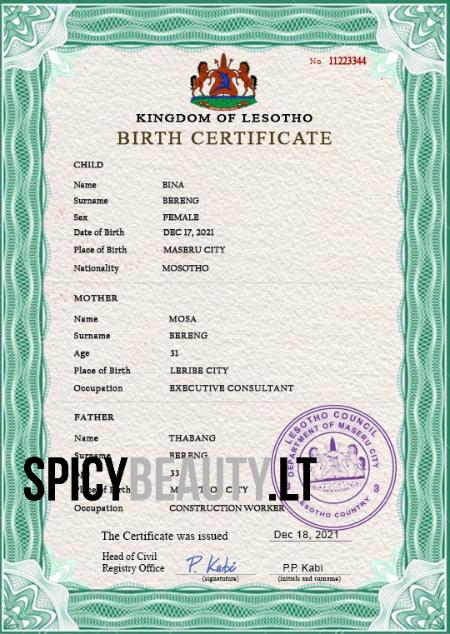 No. 11223344
KINGDOM OF LESOTHO
BIRTH CERTIFICATE
CHILD
Name BINA
Surname BERENG
Sex FEMALE
Date of Birth DEC 17, 2021
Place of Birth MASERU CITY
Nationality MOSOTHO
MOTHER
Name MOSA
Surname BERENG
Age 31
Place of Birth LERIBE CITY
Occupation EXECUTIVE CONSULTANT
FATHER
Name THABANG
Surname BERENG
33
SPICYBEAUTY.LT
Place of Birth CITY
Occupation CONSTRUCTION WORKER
LESOTHO COUNCIL
DEPARTMENT OF MASERU CITY
3
LESOTHO COUNTRY
The Certificate was issued Dec 18, 2021
Head of Civil
Registry Office P. Kabi P.P Kabi
(signature) (initials and surname)